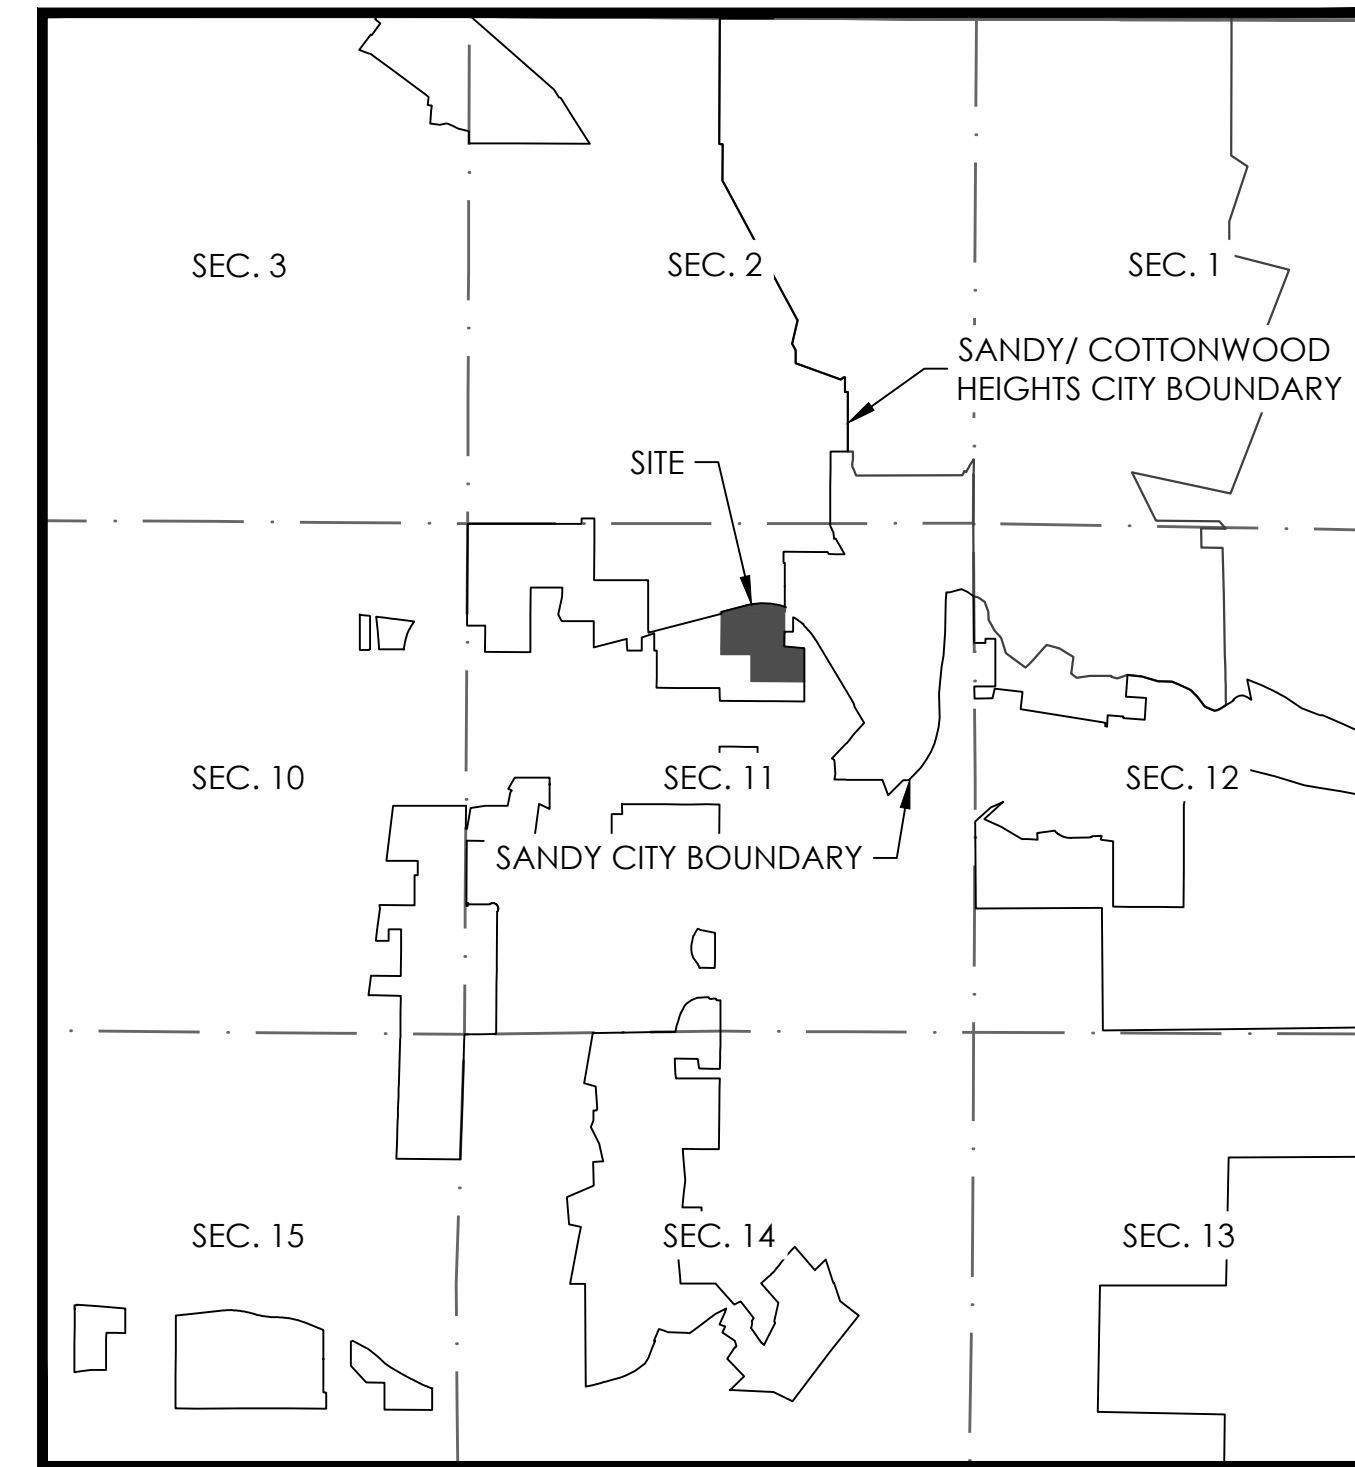 SEC. 3
SEC. 2
SEC. 1
SANDY/ COTTONWOOD
HEIGHTS CITY BOUNDARY
SITE
SEC. 10
SEC. 11
SEC. 12
SANDY CITY BOUNDARY
SEC. 15
SEC. 14
SEC. 13